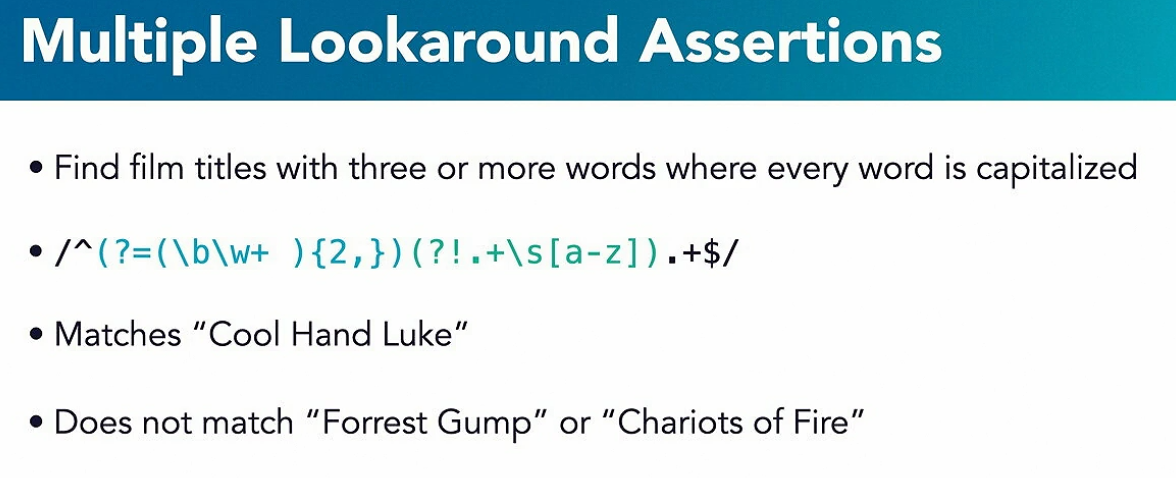 Multiple Lookaround Assertions
• Find film titles with three or more words where every word is capitalized
• /^(?=(\b\w+ ){2,})(?!.+\s[a-z]).+$/
• Matches “Cool Hand Luke”
• Does not match “Forrest Gump” or “Chariots of Fire”